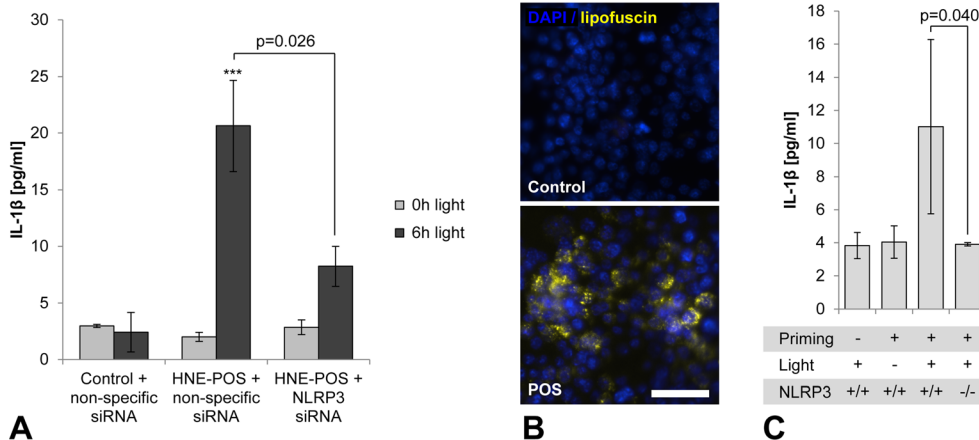 30
25
20
15
10
5
0
IL-1β [pg/ml]
p=0.026
***
0h light
6h light
Control +
non-specific
siRNA
HNE-POS +
non-specific
siRNA
HNE-POS +
NLRP3
siRNA
A
DAPI / lipofuscin
Control
POS
B
18
16
14
12
10
8
6
4
2
0
IL-1β [pg/ml]
p=0.040
Priming - + + +
Light + - + +
NLRP3 +/+ +/+ +/+ -/-
C